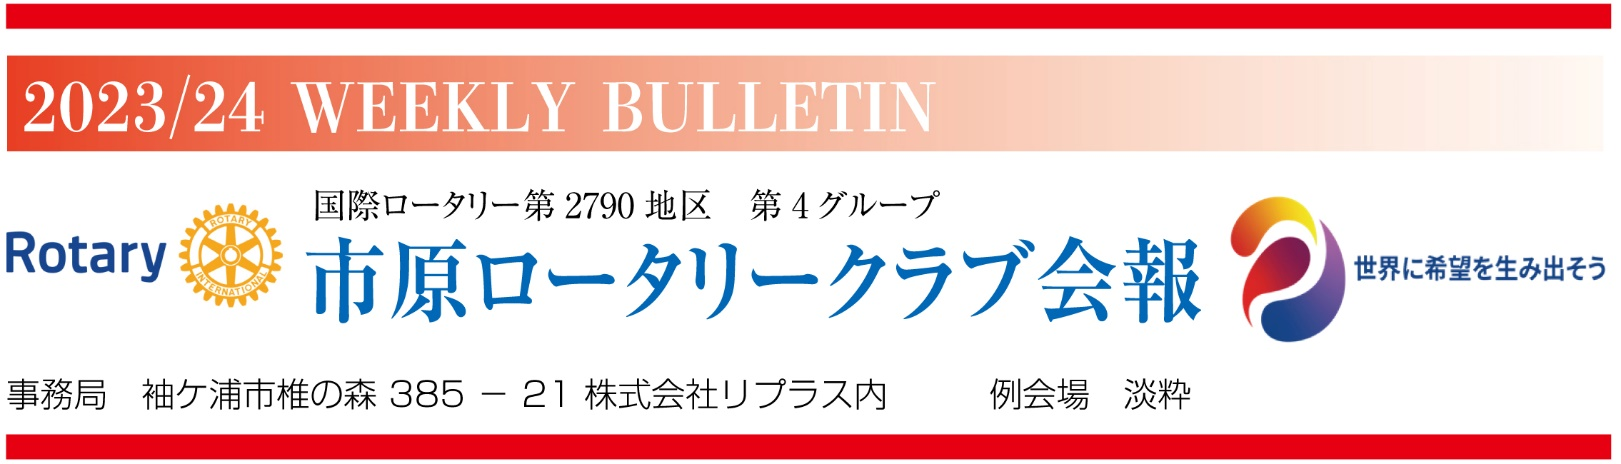 2023/24 WEEKLY BULLETIN
国際ロータリー第 2790 地区　第 4 グループ
Rotary
ROTARY INTERNATIONAL
市原ロータリークラブ会報
世界に希望を生み出そう
事務局　袖ケ浦市椎の森 385 − 21 株式会社リプラス内　　　例会場　淡粋